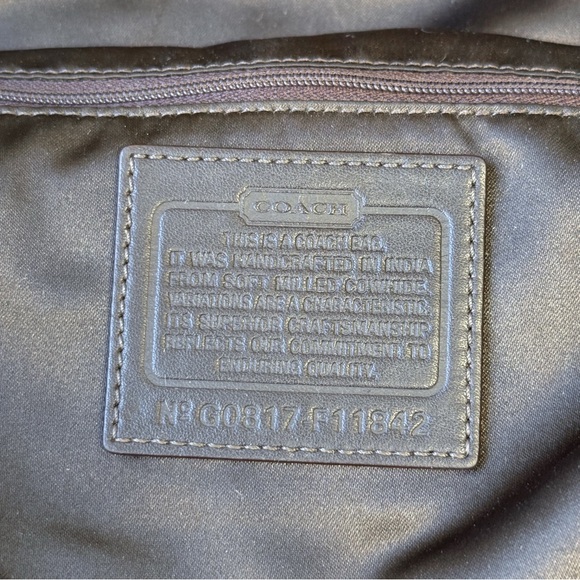 COACH
THIS IS A COACH BAG.
IT WAS HANDCRAFTED IN INDIA
FROM SOFT MILLED COWHIDE.
VARIATIONS ARE A CHARACTERISTIC.
ITS SUPERIOR CRAFTSMANSHIP
REFLECTS OUR COMMITMENT TO
ENDURING QUALITY.
Nº G0817-F11842